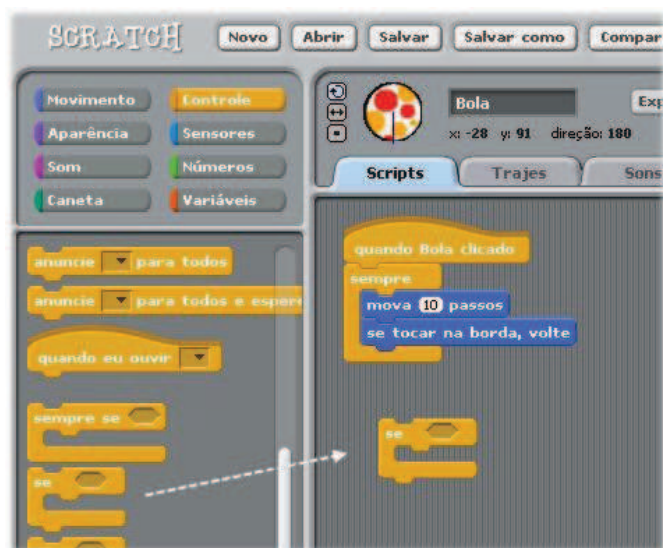 SCRATCH Novo Abrir Salvar Salvar como Compar
Movimento Controle
Aparência Sensores
Som Números
Caneta Variáveis
Bola Exp
x: -28 y: 91 direção: 180
Scripts Trajes Sons
anuncie para todos
anuncie para todos e espere
quando eu ouvir
sempre se
se
quando Bola clicado
sempre
mova 10 passos
se tocar na borda, volte
se